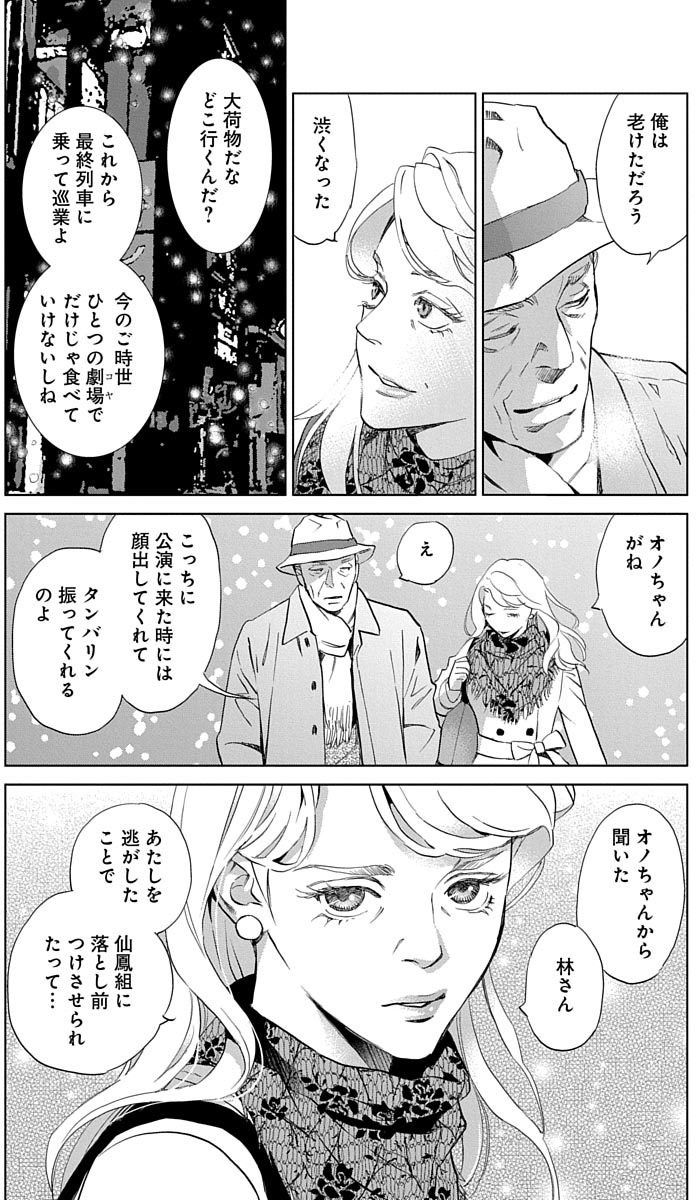 俺は
老けただろう
渋くなった
大荷物だな
どこ行くんだ？
これから
最終列車に
乗って巡業よ
今のご時世
ひとつの劇場で
コヤ
だけじゃ食べて
いけないしね
オノちゃん
がね
え
こっちに
公演に来た時には
顔出してくれて
タンバリン
振ってくれる
のよ
オノちゃんから
聞いた
林さん
あたしを
逃がした
ことで
仙鳳組に
落とし前
つけさせられ
たって…